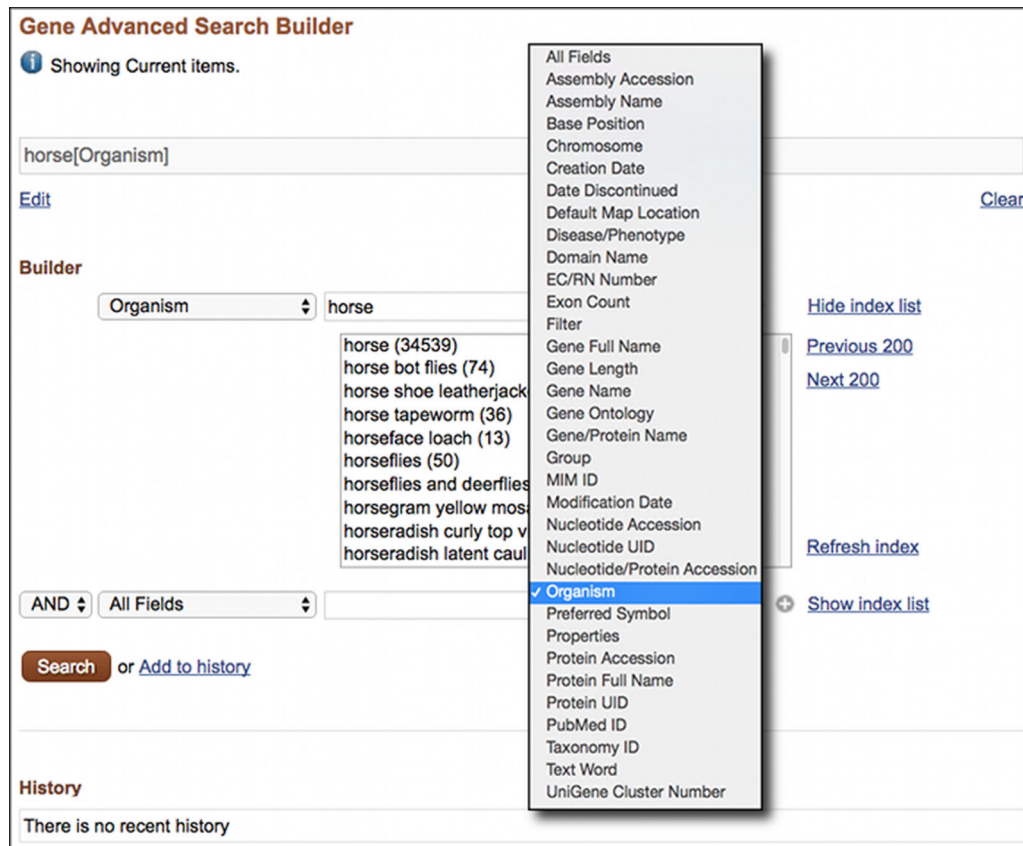 Gene Advanced Search Builder
Showing Current items.
horse[Organism]
Edit
Clear
Builder
Organism
horse
Hide index list
horse (34539)
horse bot flies (74)
horse shoe
horse tapeworm (36)
horseface loach (13)
horseflies (50)
horseflies and deerflies
horsegram yellow
horseradish curly top
horseradish latent
Previous 200
Next 200
Refresh index
AND
All Fields
Show index list
Search
or Add to history
History
There is no recent history
All Fields
Assembly Accession
Assembly Name
Base Position
Chromosome
Creation Date
Date Discontinued
Default Map Location
Disease/Phenotype
Domain Name
EC/RN Number
Exon Count
Filter
Gene Full Name
Gene Length
Gene Name
Gene Ontology
Gene/Protein Name
Group
MIM ID
Modification Date
Nucleotide Accession
Nucleotide UID
Nucleotide/Protein Accession
✓ Organism
Preferred Symbol
Properties
Protein Accession
Protein Full Name
Protein UID
PubMed ID
Taxonomy ID
Text Word
UniGene Cluster Number